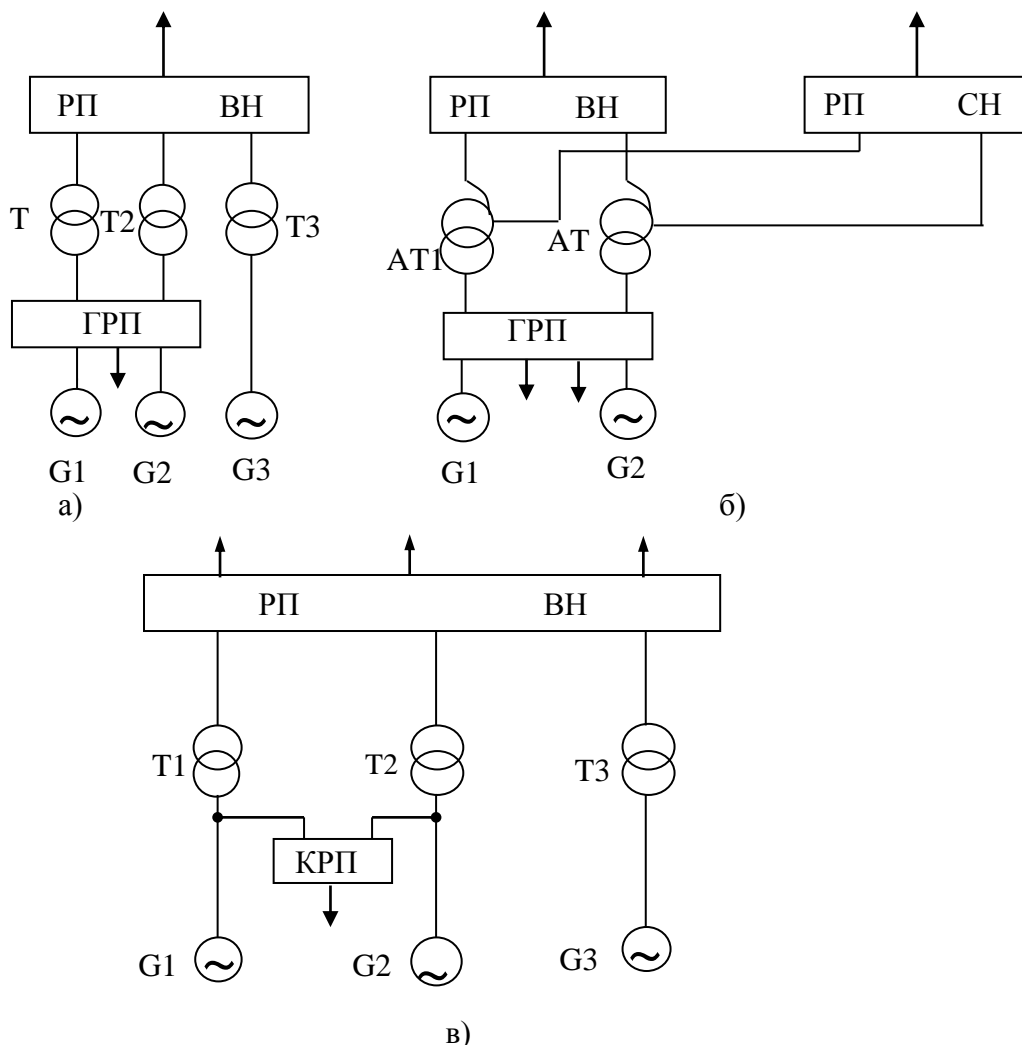 РП ВН
РП ВН
РП СН
Т Т2 Т3
АТ1 АТ
ГРП
ГРП
G1 G2 G3
G1 G2
а)
б)
РП ВН
Т1 Т2 Т3
КРП
G1 G2 G3
в)